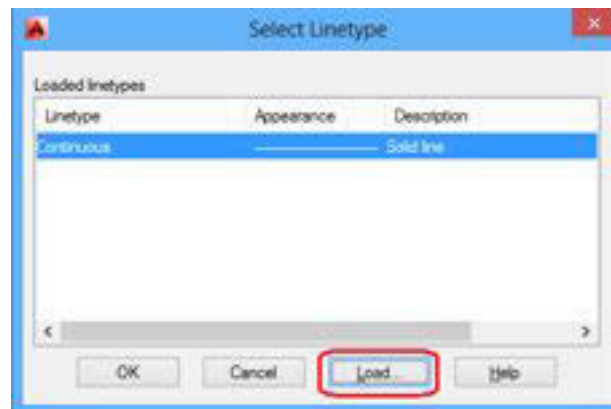 Select Linetype
Loaded linetypes
Linetype Appearance Description
Continuous Solid line
OK Cancel Load... Help